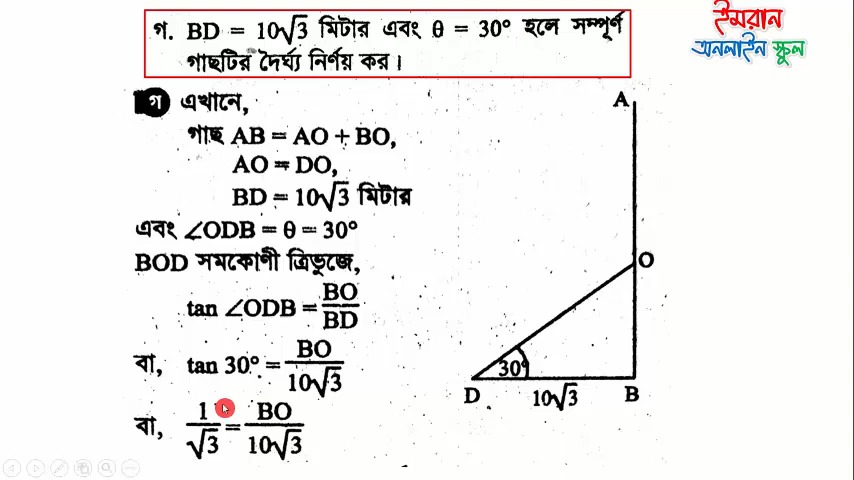 গ. BD = 10√3 মিটার এবং θ = 30° হলে সম্পূর্ণ
গাছটির দৈর্ঘ্য নির্ণয় কর।
ইমরান
অনলাইন স্কুল
গ এখানে,
গাছ AB = AO + BO,
AO = DO,
BD = 10√3 মিটার
এবং ∠ODB = θ = 30°
BOD সমকোণী ত্রিভুজে,
tan ∠ODB = BO/BD
বা, tan 30° = BO/10√3
বা, 1/√3 = BO/10√3
A
O
30°
D
10√3
B